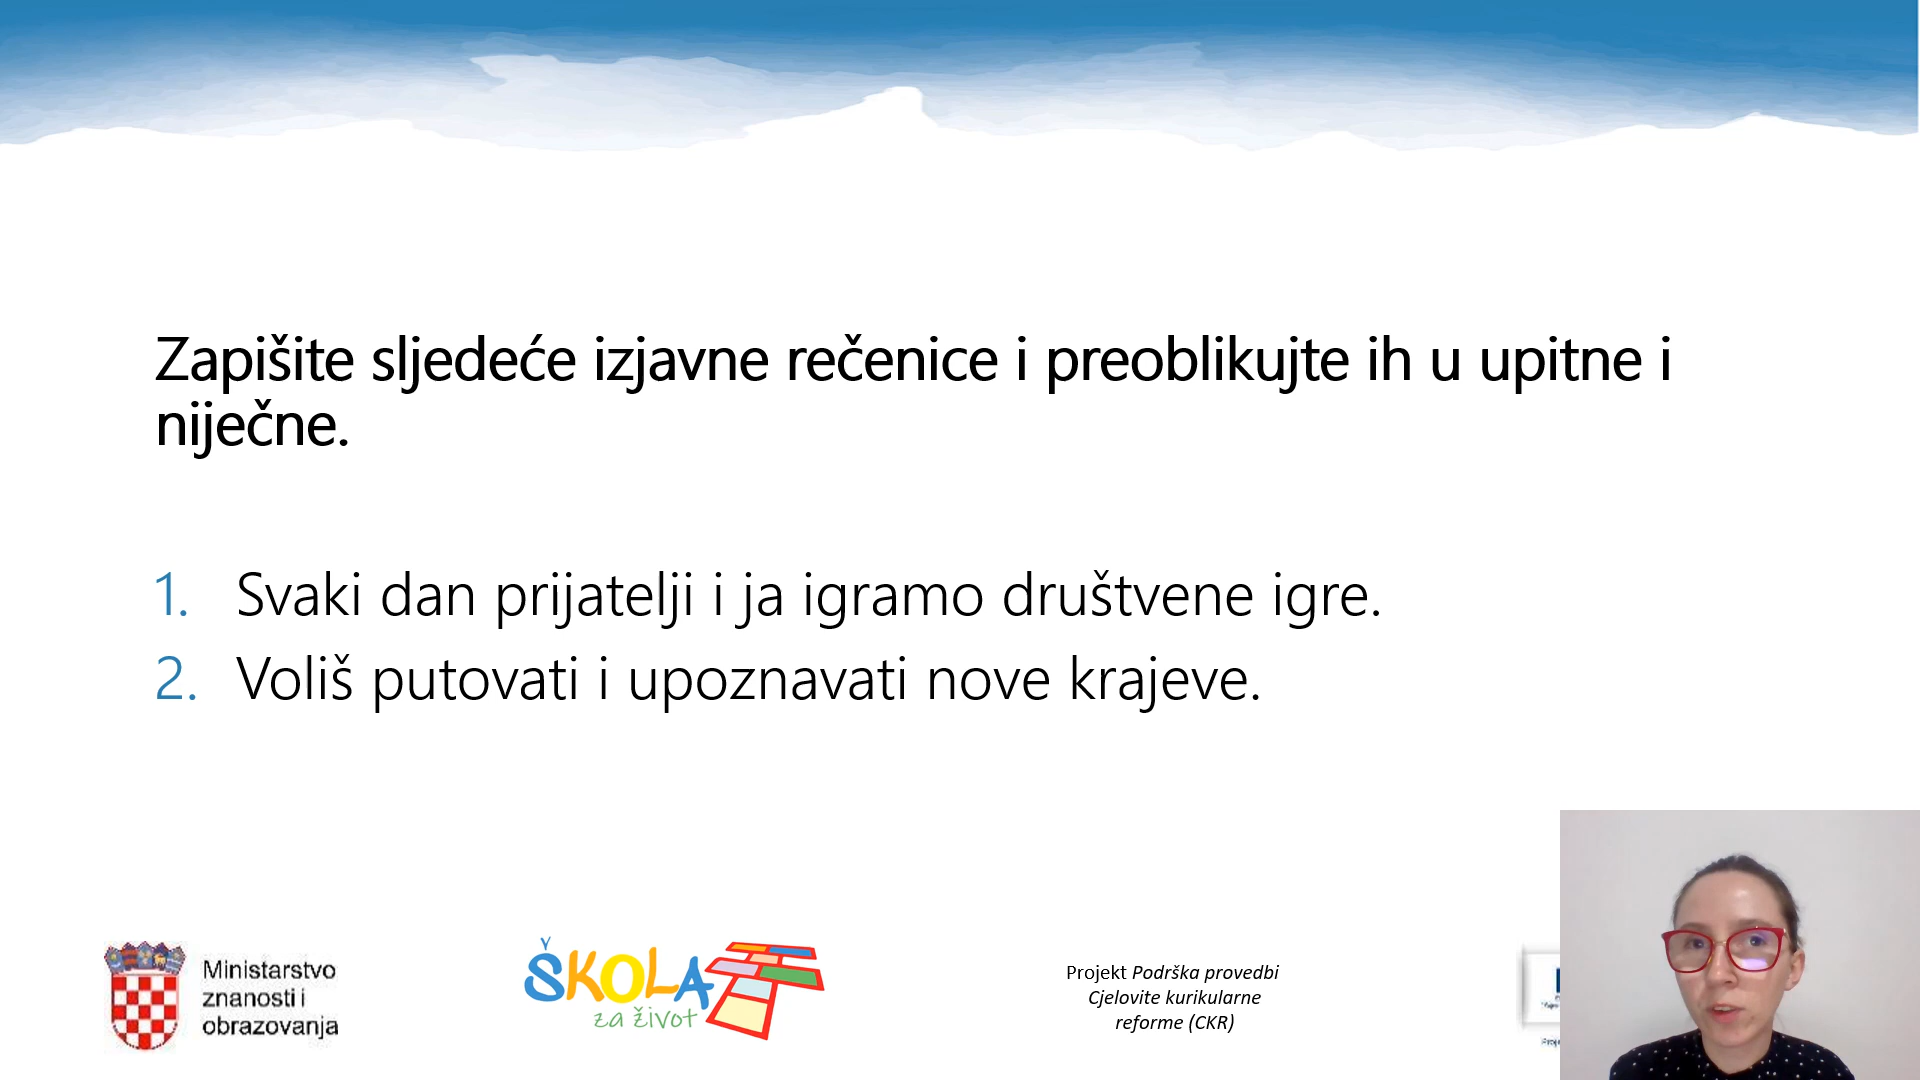 Zapišite sljedeće izjavne rečenice i preoblikujte ih u upitne i
niječne.
1. Svaki dan prijatelji i ja igramo društvene igre.
2. Voliš putovati i upoznavati nove krajeve.
Ministarstvo
znanosti i
obrazovanja
ŠKOLA
za život
Projekt Podrška provedbi
Cjelovite kurikularne
reforme (CKR)